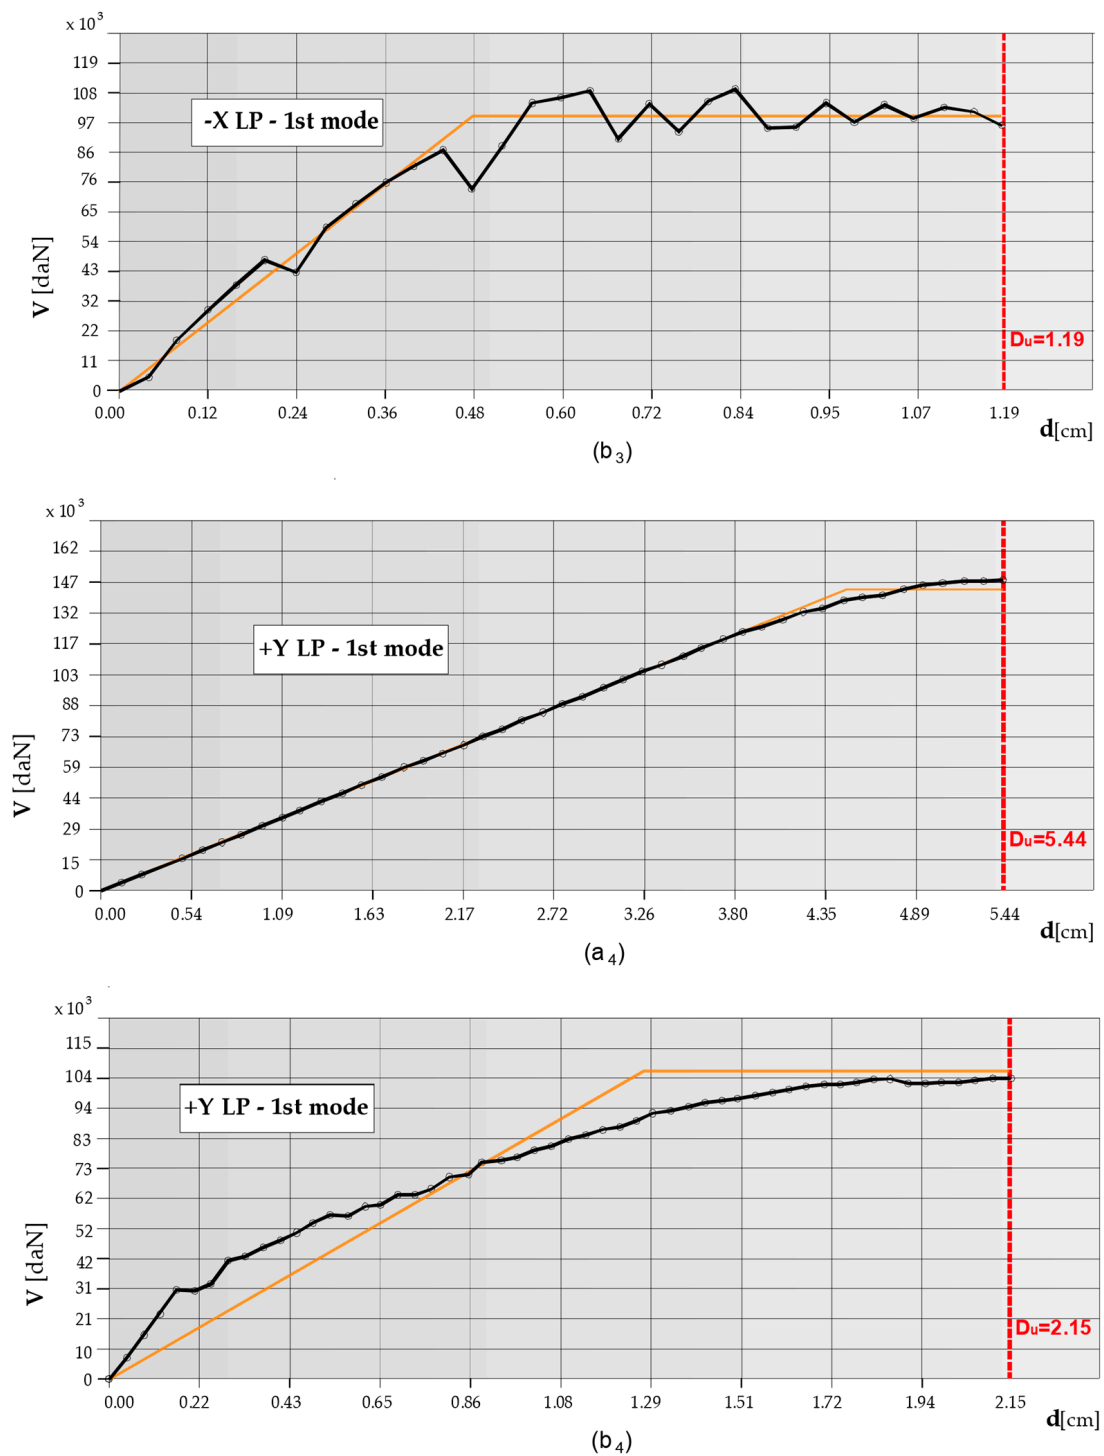 x 10³
119
108
97
86
76
65
54
43
32
22
11
0
V [daN]
-X LP - 1st mode
Du=1.19
0.00 0.12 0.24 0.36 0.48 0.60 0.72 0.84 0.95 1.07 1.19
d[cm]
(b₃)
x 10³
162
147
132
117
103
88
73
59
44
29
15
0
V [daN]
+Y LP - 1st mode
Du=5.44
0.00 0.54 1.09 1.63 2.17 2.72 3.26 3.80 4.35 4.89 5.44
d[cm]
(a₄)
x 10³
115
104
94
83
73
62
52
42
31
21
10
0
V [daN]
+Y LP - 1st mode
Du=2.15
0.00 0.22 0.43 0.65 0.86 1.08 1.29 1.51 1.72 1.94 2.15
d[cm]
(b₄)